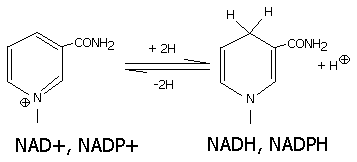 H H
CONH2 + 2H CONH2
-2H + H⊕
⊕ N N
NAD+, NADP+ NADH, NADPH